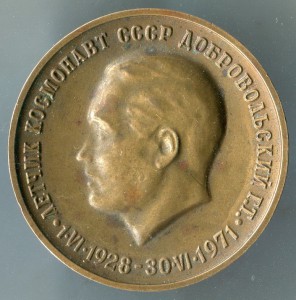 ЛЕТЧИК КОСМОНАВТ СССР ДОБРОВОЛЬСКИЙ Г.Т.
1·VI·1928-30·VI·1971